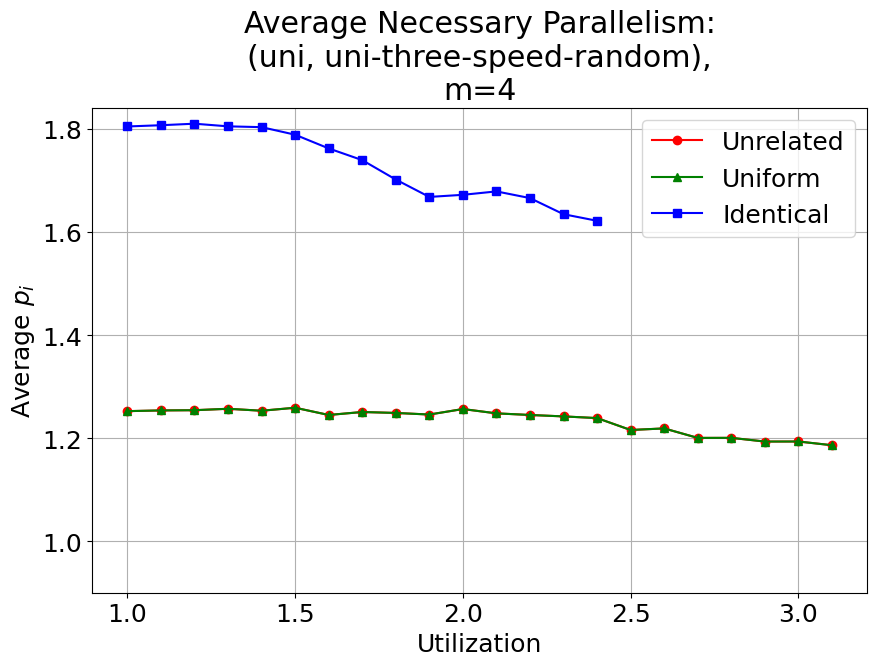 Average Necessary Parallelism:
(uni, uni-three-speed-random),
m=4
1.8
1.6
1.4
1.2
1.0
Average p_i
Unrelated
Uniform
Identical
1.0 1.5 2.0 2.5 3.0
Utilization